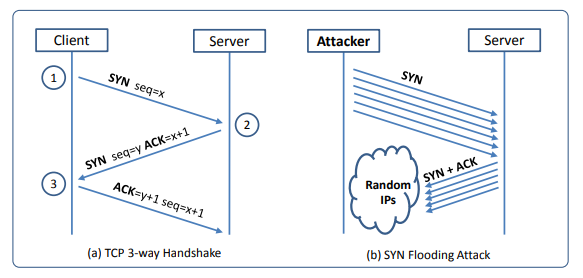 Client
Server
1
SYN seq=x
2
SYN seq=y ACK=x+1
3
ACK=y+1 seq=x+1
(a) TCP 3-way Handshake
Attacker
Server
SYN
SYN + ACK
Random
IPs
(b) SYN Flooding Attack